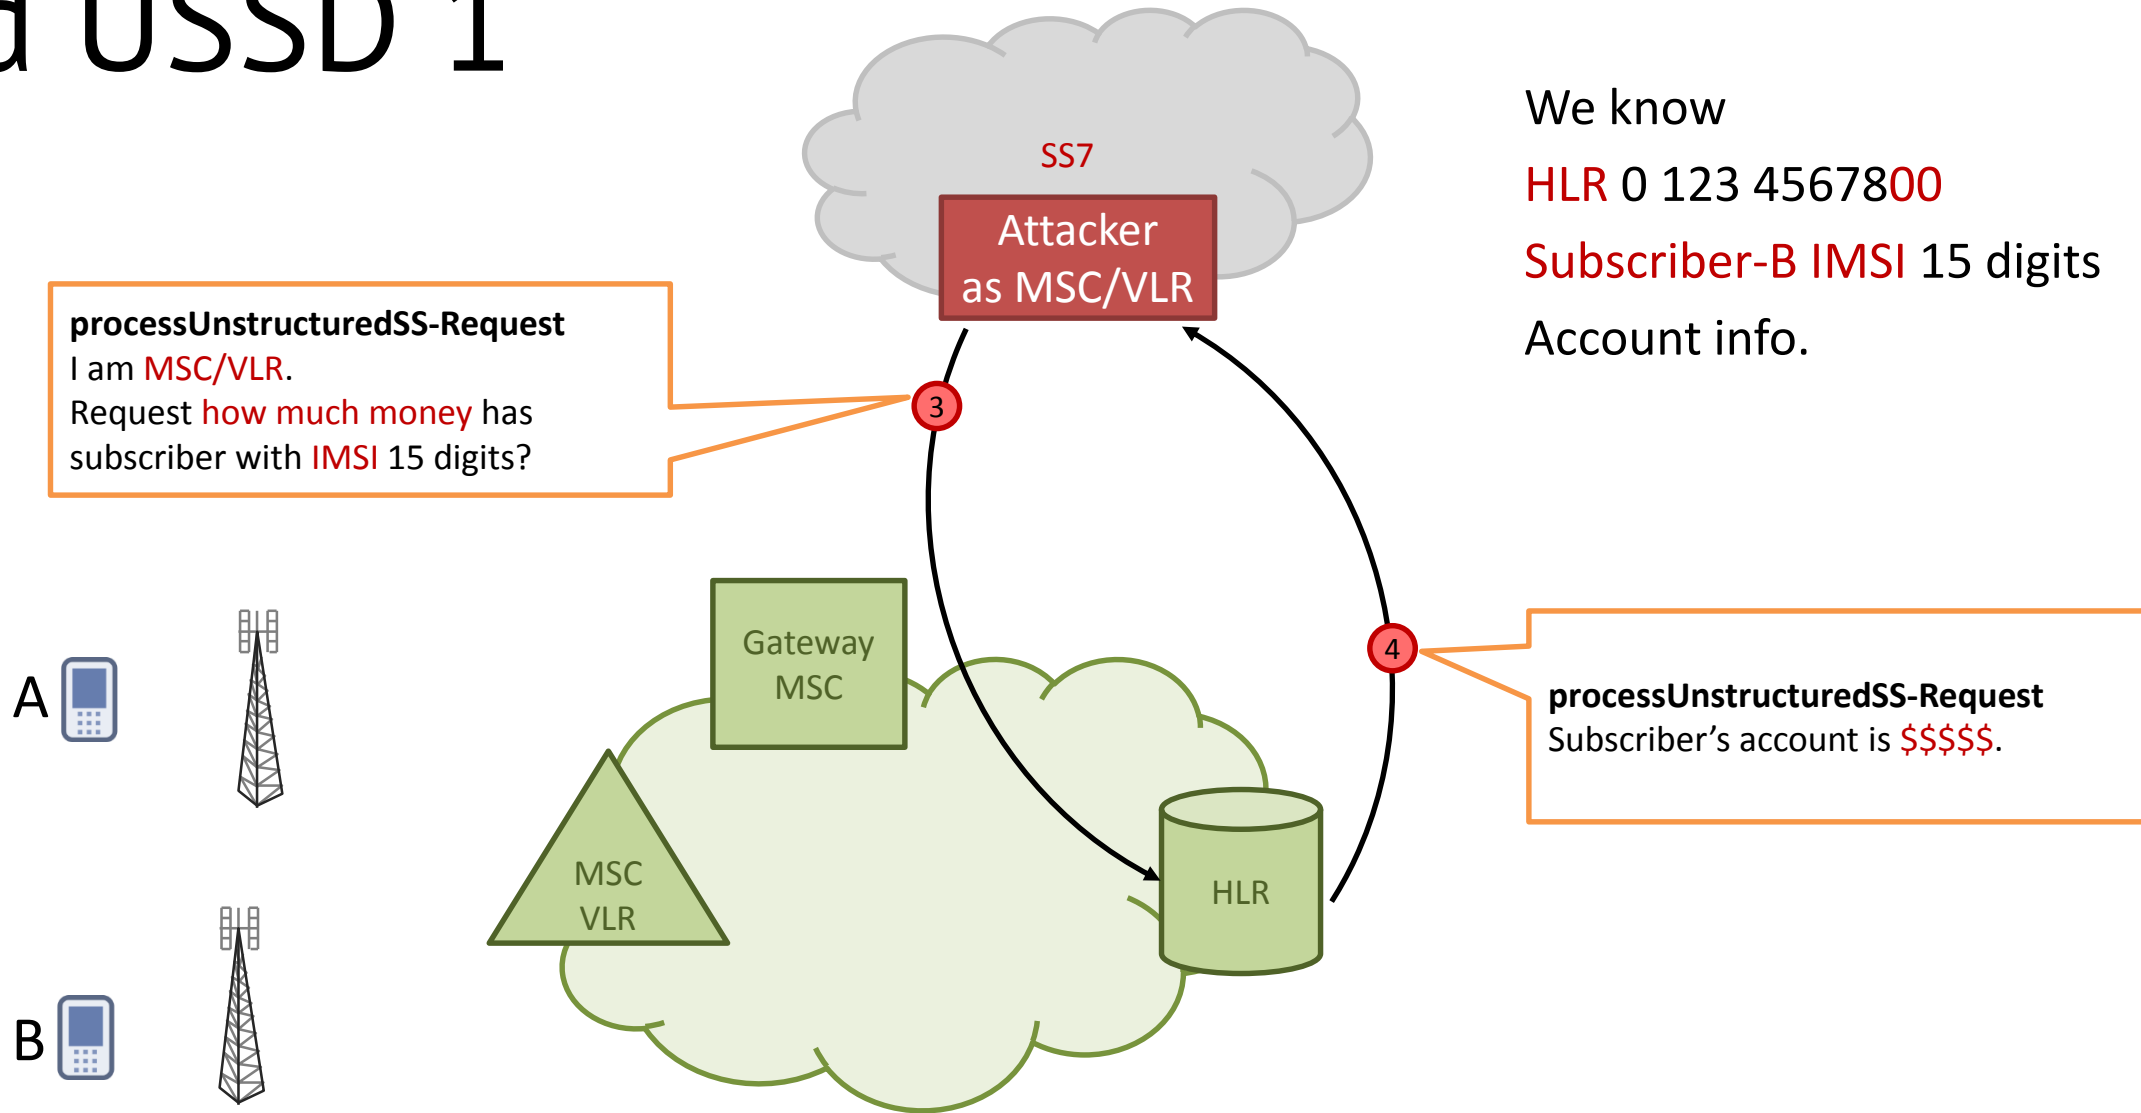 d USSD 1
SS7
Attacker
as MSC/VLR
We know
HLR 0 123 4567800
Subscriber-B IMSI 15 digits
Account info.
processUnstructuredSS-Request
I am MSC/VLR.
Request how much money has
subscriber with IMSI 15 digits?
3
Gateway
MSC
4
processUnstructuredSS-Request
Subscriber's account is $$$$$.
A
MSC
VLR
HLR
B